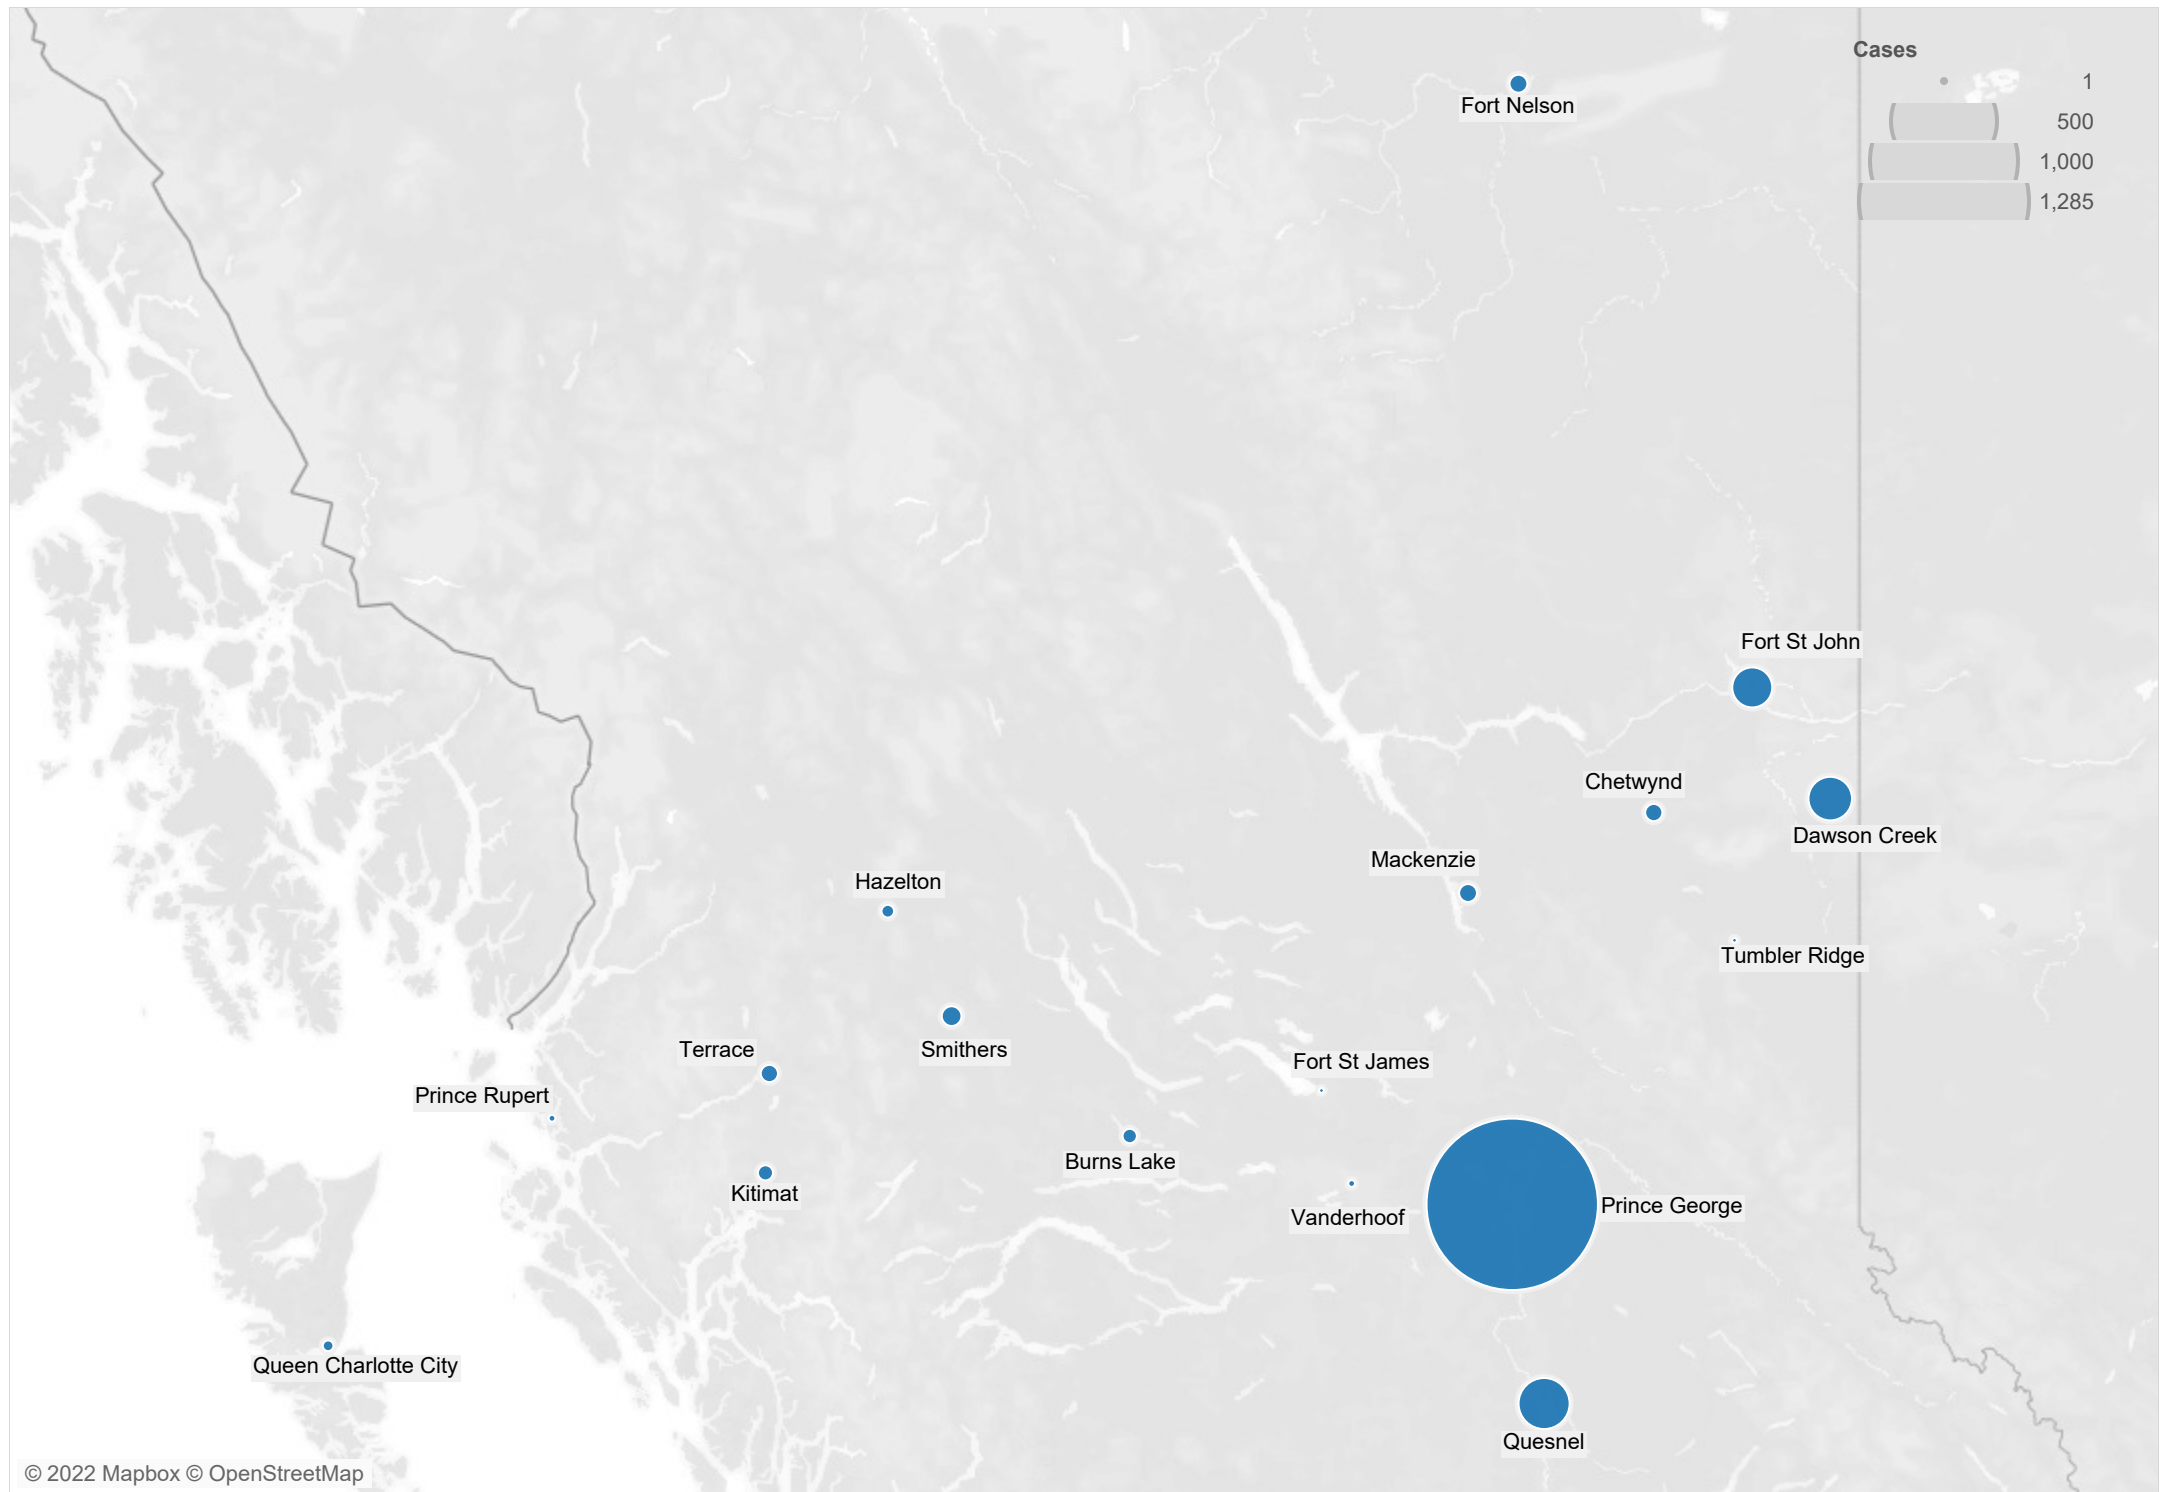 Cases
1
500
1,000
1,285
Fort Nelson
Fort St John
Chetwynd
Dawson Creek
Mackenzie
Hazelton
Tumbler Ridge
Terrace
Smithers
Fort St James
Prince Rupert
Burns Lake
Kitimat
Vanderhoof
Prince George
Queen Charlotte City
Quesnel
© 2022 Mapbox © OpenStreetMap